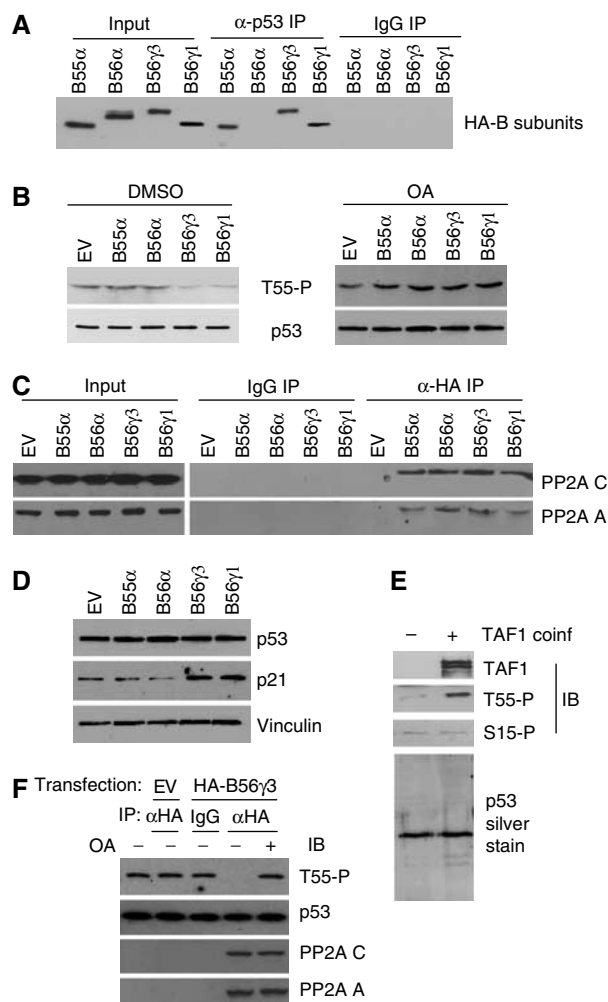 A
Input α-p53 IP IgG IP
B55α B56α B56γ3 B56γ1 B55α B56α B56γ3 B56γ1 B55α B56α B56γ3 B56γ1
HA-B subunits
B
DMSO OA
EV B55α B56α B56γ3 B56γ1 EV B55α B56α B56γ3 B56γ1
T55-P
p53
C
Input IgG IP α-HA IP
EV B55α B56α B56γ3 B56γ1 EV B55α B56α B56γ3 B56γ1 EV B55α B56α B56γ3 B56γ1
PP2A C
PP2A A
D
EV B55α B56α B56γ3 B56γ1
p53
p21
Vinculin
E
– + TAF1 coinf
TAF1
T55-P
S15-P
IB
p53
silver
stain
F
Transfection: EV HA-B56γ3
IP: αHA IgG αHA
OA – – – – + IB
T55-P
p53
PP2A C
PP2A A